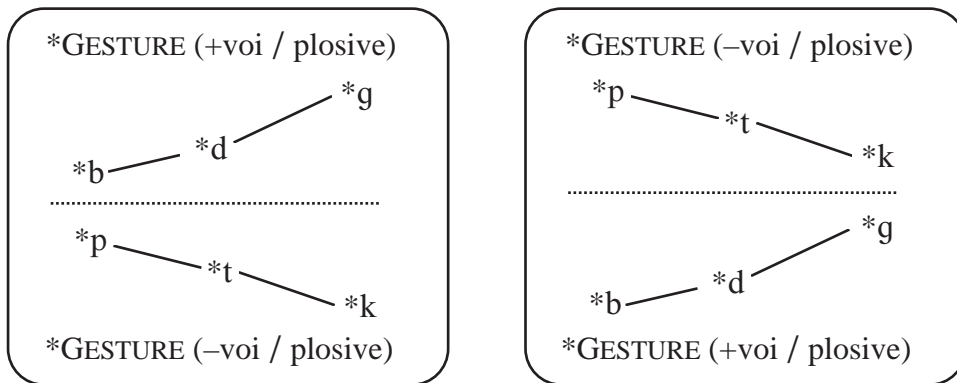 *GESTURE (+voi / plosive)
*g
*d
*b
*p
*t
*k
*GESTURE (–voi / plosive)
*GESTURE (–voi / plosive)
*p
*t
*k
*g
*d
*b
*GESTURE (+voi / plosive)